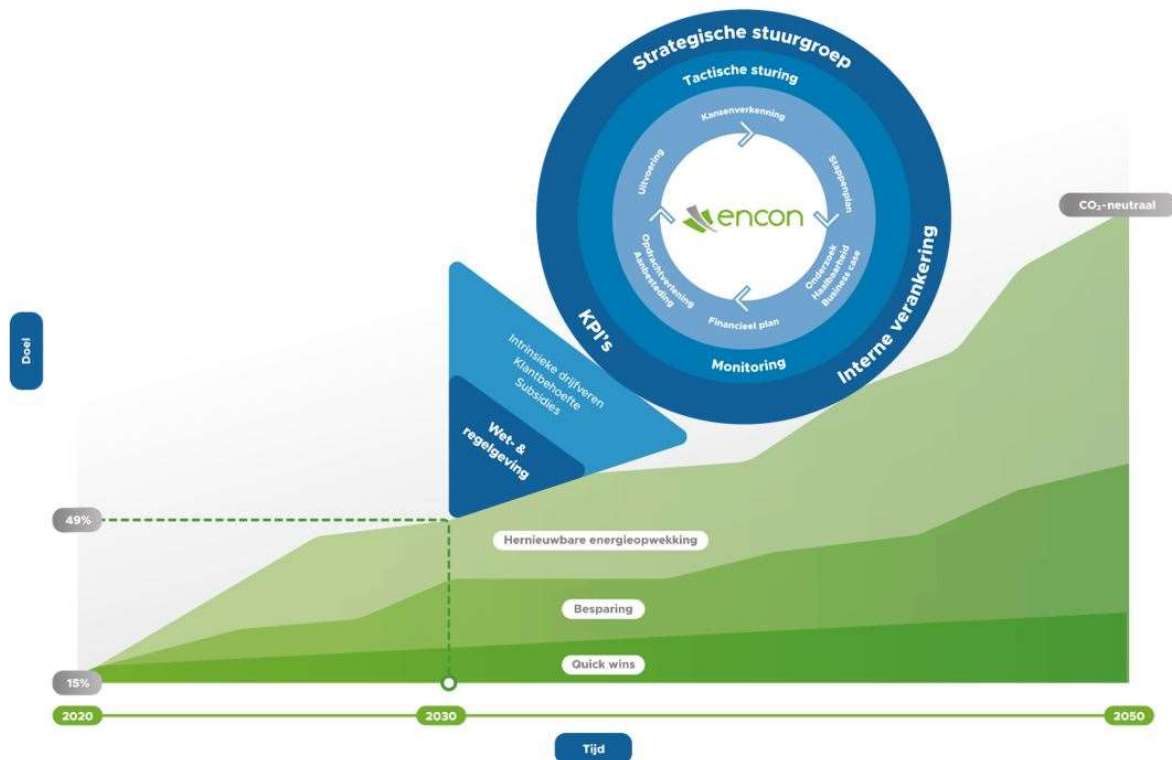 Strategische stuurgroep
Tactische sturing
Kansenverkenning
Stappenplan
Onderzoek
Haalbaarheid
Business case
Financieel plan
Opdrachtverlening
Aanbesteding
Uitvoering
encon
Monitoring
KPI's
Interne verankering
CO₂-neutraal
Doel
Intrinsieke drijfveren
Klantbehoefte
Subsidies
Wet- &
regelgeving
49%
Hernieuwbare energieopwekking
Besparing
Quick wins
15%
2020
2030
2050
Tijd